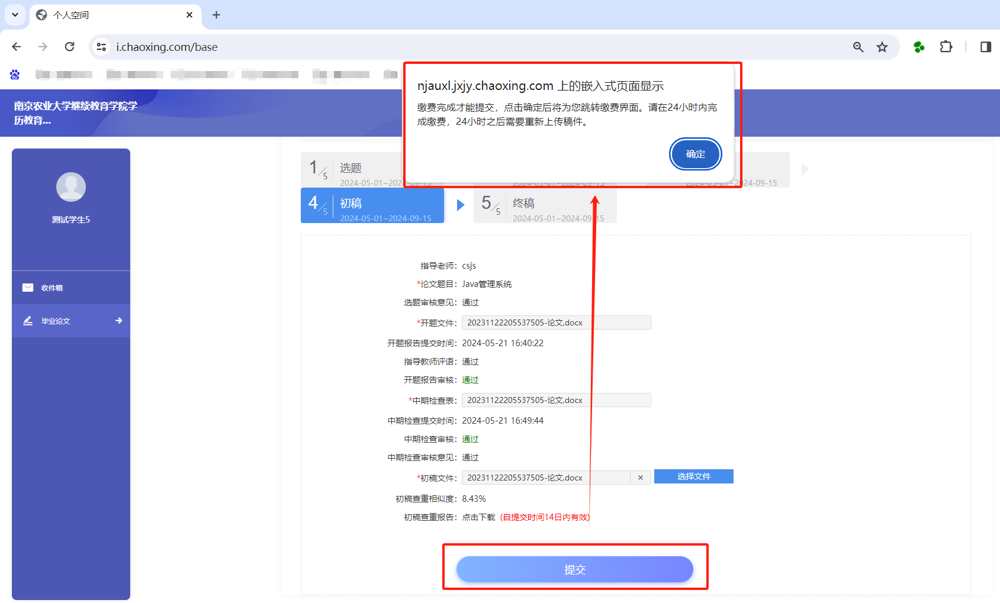 个人空间
i.chaoxing.com/base
du
njauxl.jxjy.chaoxing.com 上的嵌入式页面显示
缴费完成才能提交，点击确定后将为您跳转缴费界面。请在24小时内完
成缴费，24小时之后需要重新上传稿件。
确定
南京农业大学继续教育学院学
历教育...
测试学生5
收件箱
毕业论文
1/5 选题
2024-05-01~2024-09-15
2024-05-01~2024-09-15
2024-05-01~2024-09-15
4/5 初稿
2024-05-01~2024-09-15
5/5 终稿
2024-05-01~2024-09-15
指导老师：csjs
*论文题目：Java管理系统
选题审核意见：通过
*开题文件：20231122205537505-论文.docx
开题报告提交时间：2024-05-21 16:40:22
指导教师评语：通过
开题报告审核：通过
*中期检查表：20231122205537505-论文.docx
中期检查提交时间：2024-05-21 16:49:44
中期检查审核：通过
中期检查审核意见：通过
*初稿文件：20231122205537505-论文.docx × 选择文件
初稿查重相似度：8.43%
初稿查重报告：点击下载 (自提交时间14日内有效)
提交